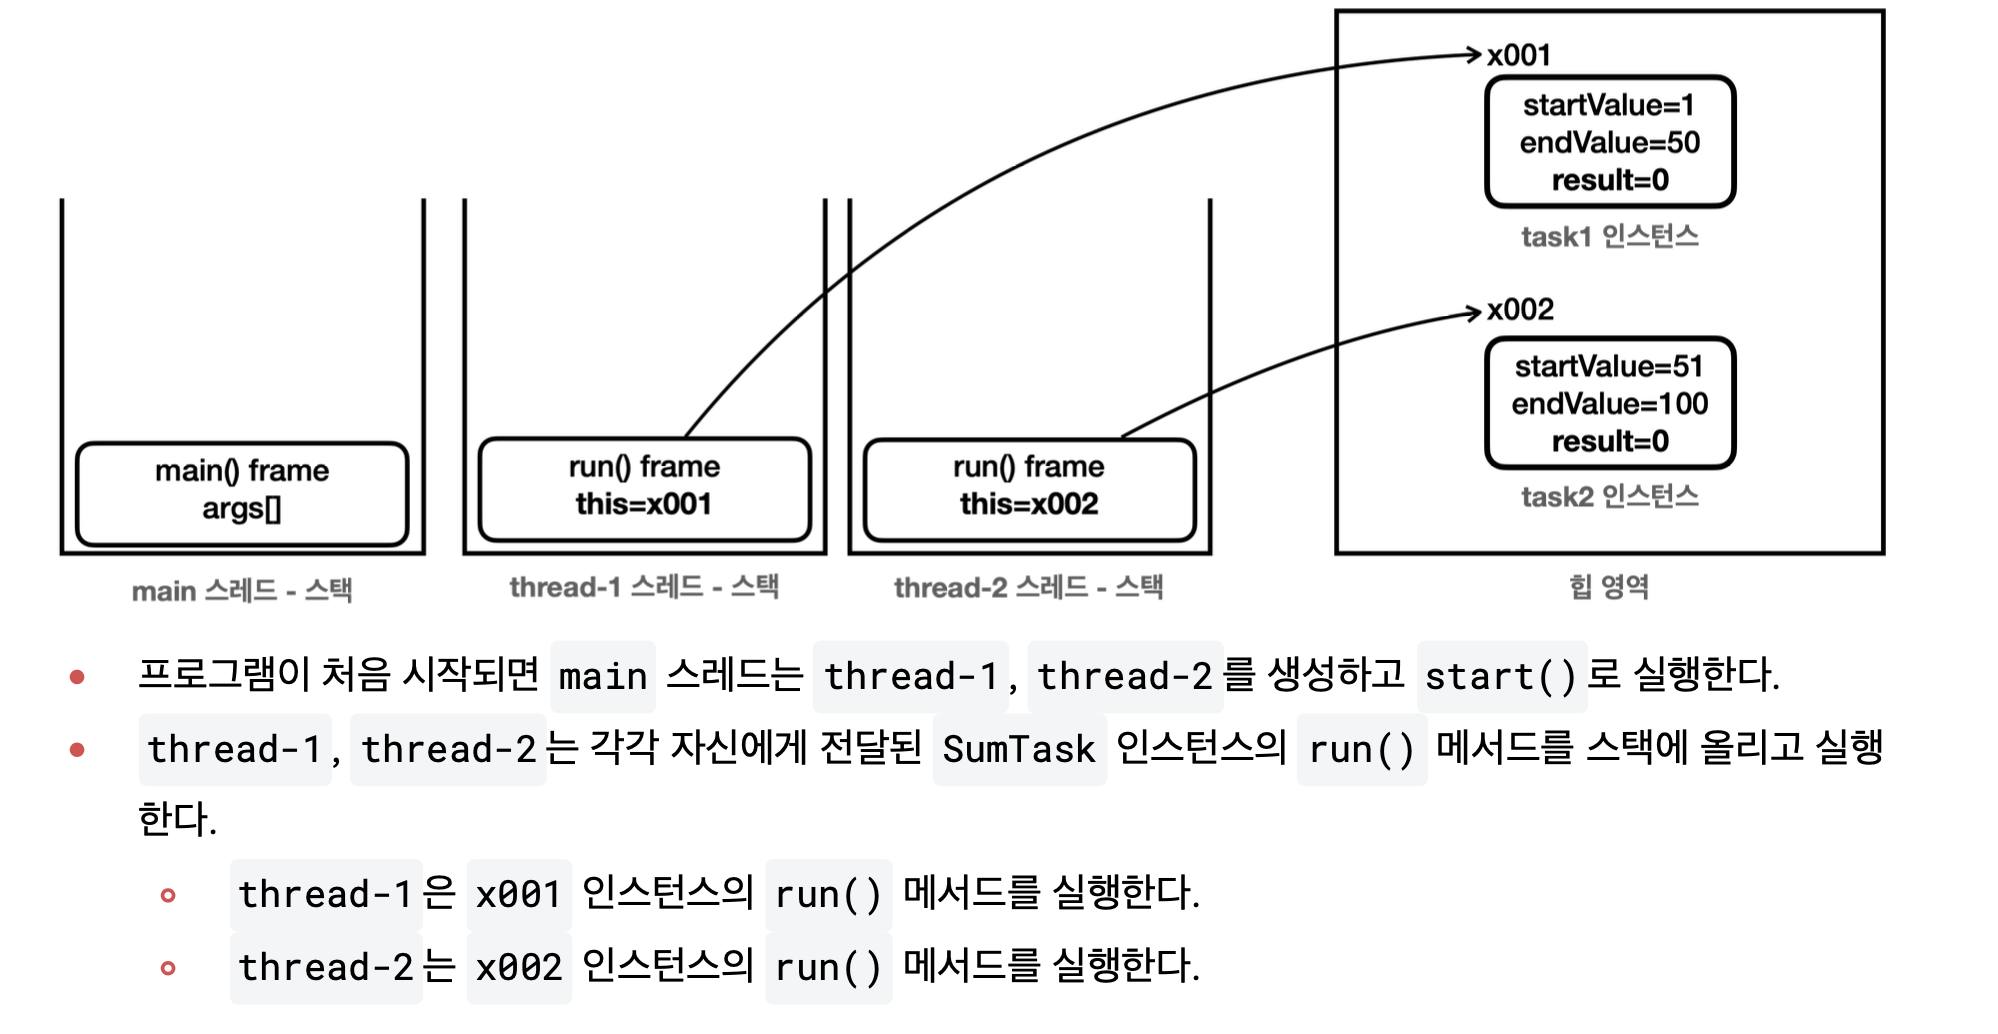 x001
startValue=1
endValue=50
result=0
task1 인스턴스
x002
startValue=51
endValue=100
result=0
task2 인스턴스
main() frame
args[]
run() frame
this=x001
run() frame
this=x002
main 스레드 - 스택
thread-1 스레드 - 스택
thread-2 스레드 - 스택
힙 영역
프로그램이 처음 시작되면 main 스레드는 thread-1, thread-2를 생성하고 start()로 실행한다.
thread-1, thread-2는 각각 자신에게 전달된 SumTask 인스턴스의 run() 메서드를 스택에 올리고 실행
한다.
thread-1은 x001 인스턴스의 run() 메서드를 실행한다.
thread-2는 x002 인스턴스의 run() 메서드를 실행한다.